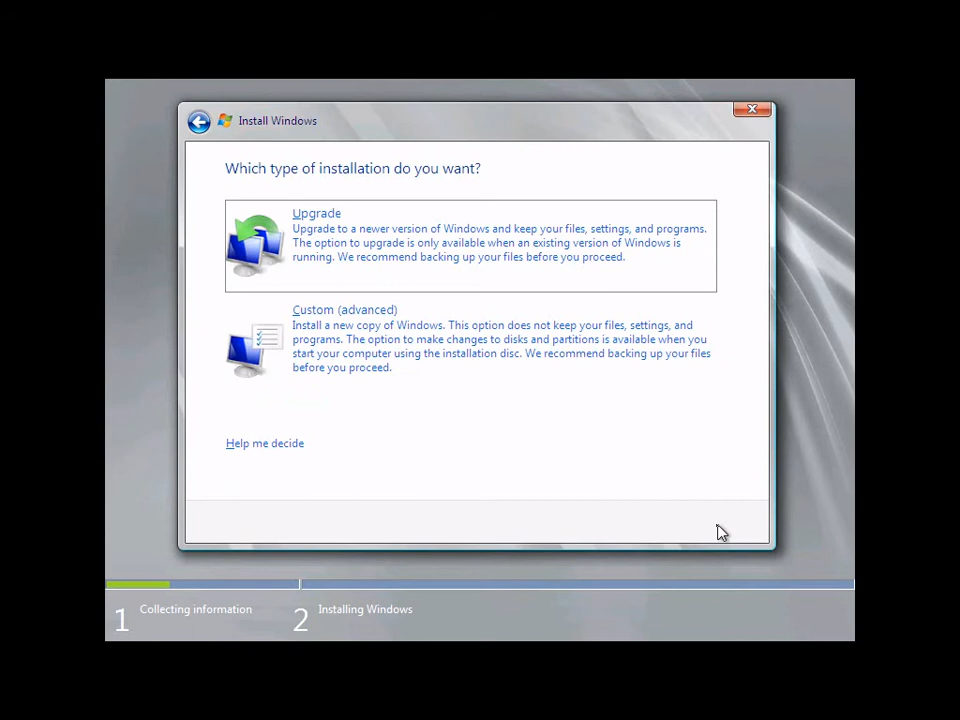 Install Windows
Which type of installation do you want?
Upgrade
Upgrade to a newer version of Windows and keep your files, settings, and programs.
The option to upgrade is only available when an existing version of Windows is
running. We recommend backing up your files before you proceed.
Custom (advanced)
Install a new copy of Windows. This option does not keep your files, settings, and
programs. The option to make changes to disks and partitions is available when you
start your computer using the installation disc. We recommend backing up your files
before you proceed.
Help me decide
1 Collecting information
2 Installing Windows